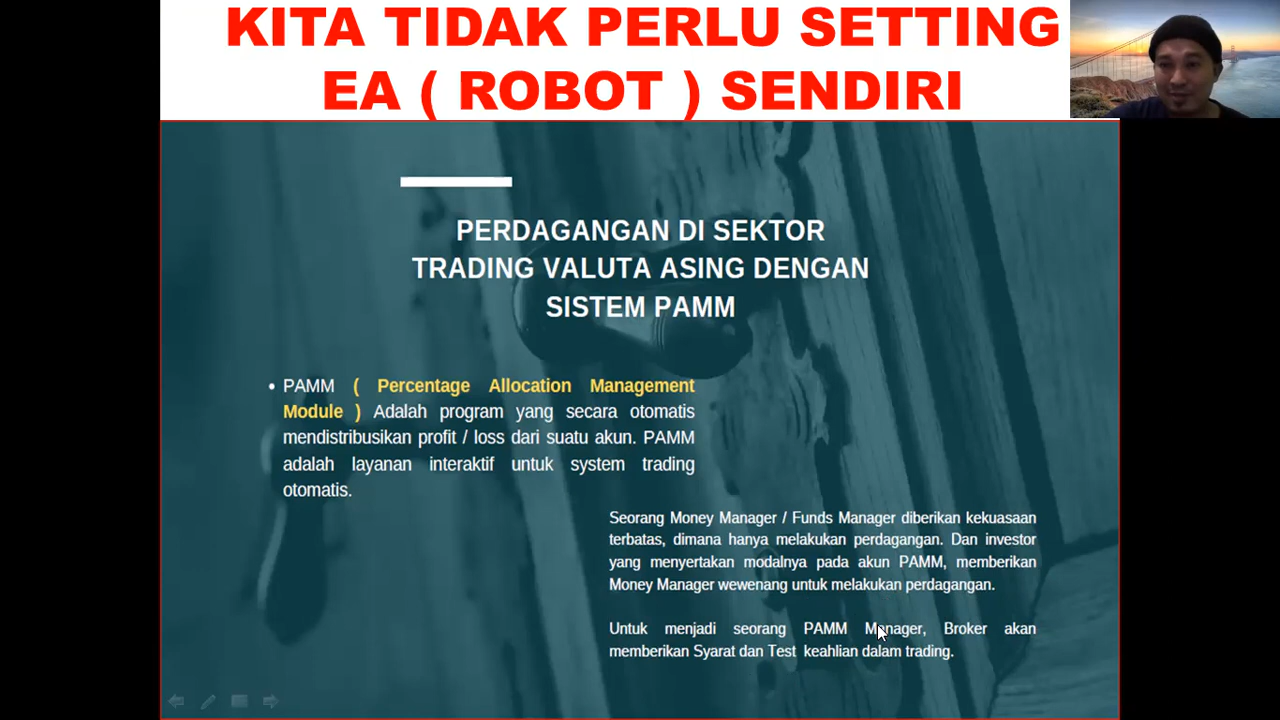 KITA TIDAK PERLU SETTING
EA ( ROBOT ) SENDIRI
PERDAGANGAN DI SEKTOR
TRADING VALUTA ASING DENGAN
SISTEM PAMM
• PAMM ( Percentage Allocation Management
Module ) Adalah program yang secara otomatis
mendistribusikan profit / loss dari suatu akun. PAMM
adalah layanan interaktif untuk system trading
otomatis.
Seorang Money Manager / Funds Manager diberikan kekuasaan
terbatas, dimana hanya melakukan perdagangan. Dan investor
yang menyertakan modalnya pada akun PAMM, memberikan
Money Manager wewenang untuk melakukan perdagangan.
Untuk menjadi seorang PAMM Manager, Broker akan
memberikan Syarat dan Test keahlian dalam trading.